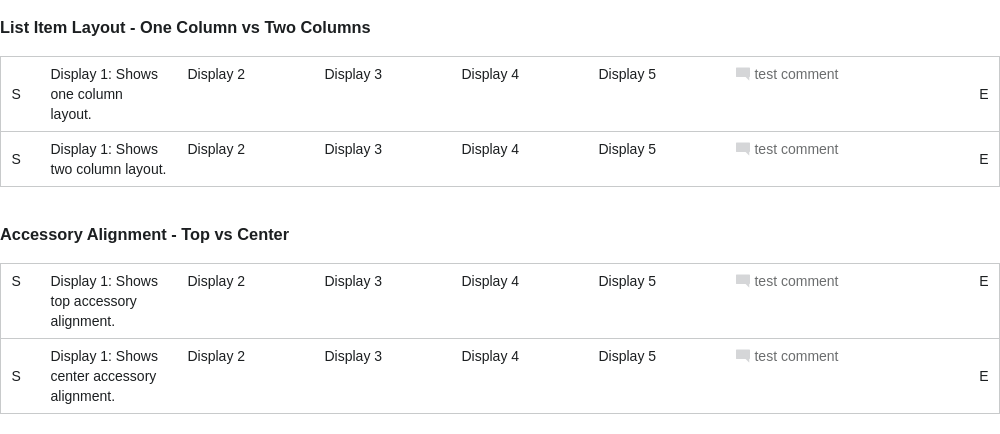 List Item Layout - One Column vs Two Columns
S Display 1: Shows one column layout. Display 2 Display 3 Display 4 Display 5 test comment E
S Display 1: Shows two column layout. Display 2 Display 3 Display 4 Display 5 test comment E
Accessory Alignment - Top vs Center
S Display 1: Shows top accessory alignment. Display 2 Display 3 Display 4 Display 5 test comment E
S Display 1: Shows center accessory alignment. Display 2 Display 3 Display 4 Display 5 test comment E